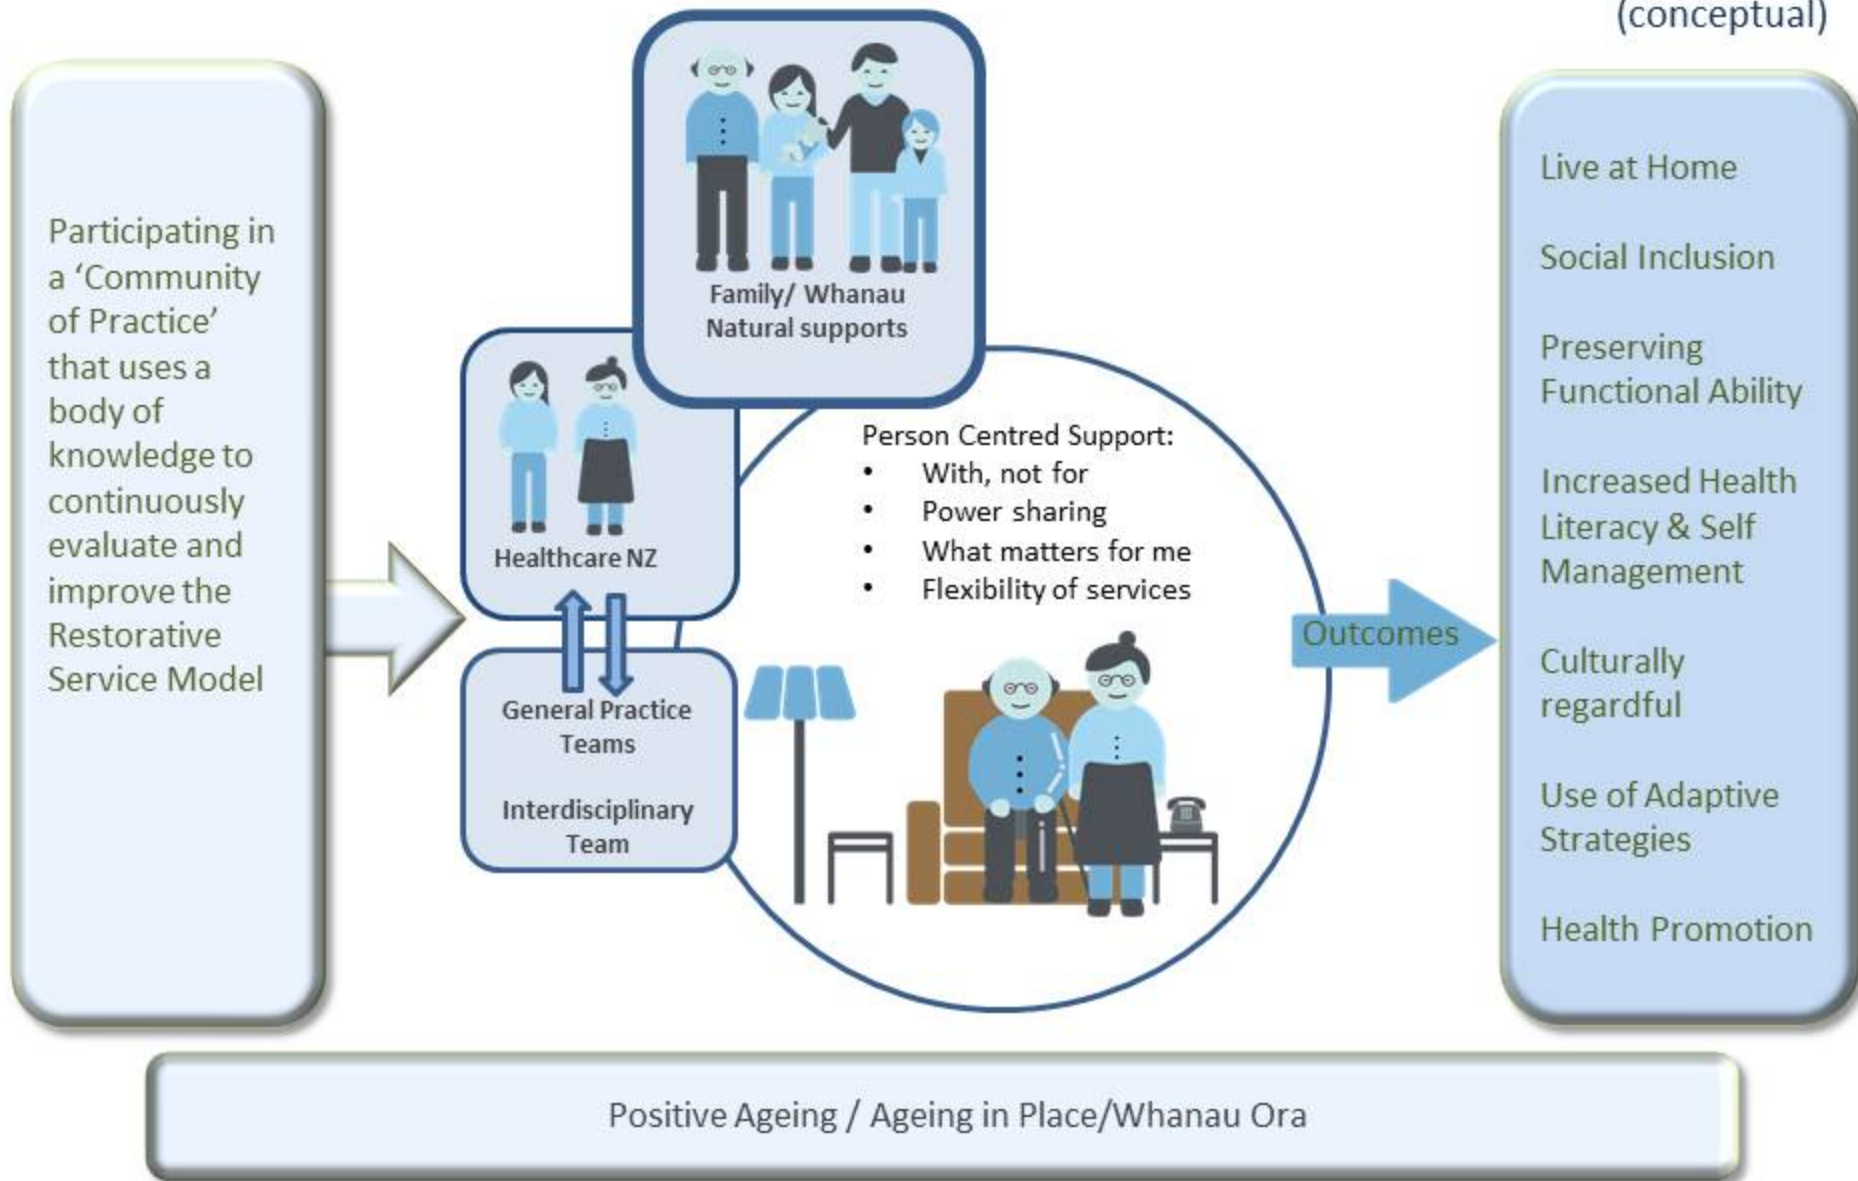 (conceptual)
Participating in
a ‘Community
of Practice’
that uses a
body of
knowledge to
continuously
evaluate and
improve the
Restorative
Service Model
Family/ Whanau
Natural supports
Healthcare NZ
General Practice
Teams
Interdisciplinary
Team
Person Centred Support:
• With, not for
• Power sharing
• What matters for me
• Flexibility of services
Outcomes
Live at Home
Social Inclusion
Preserving
Functional Ability
Increased Health
Literacy & Self
Management
Culturally
regardful
Use of Adaptive
Strategies
Health Promotion
Positive Ageing / Ageing in Place/Whanau Ora